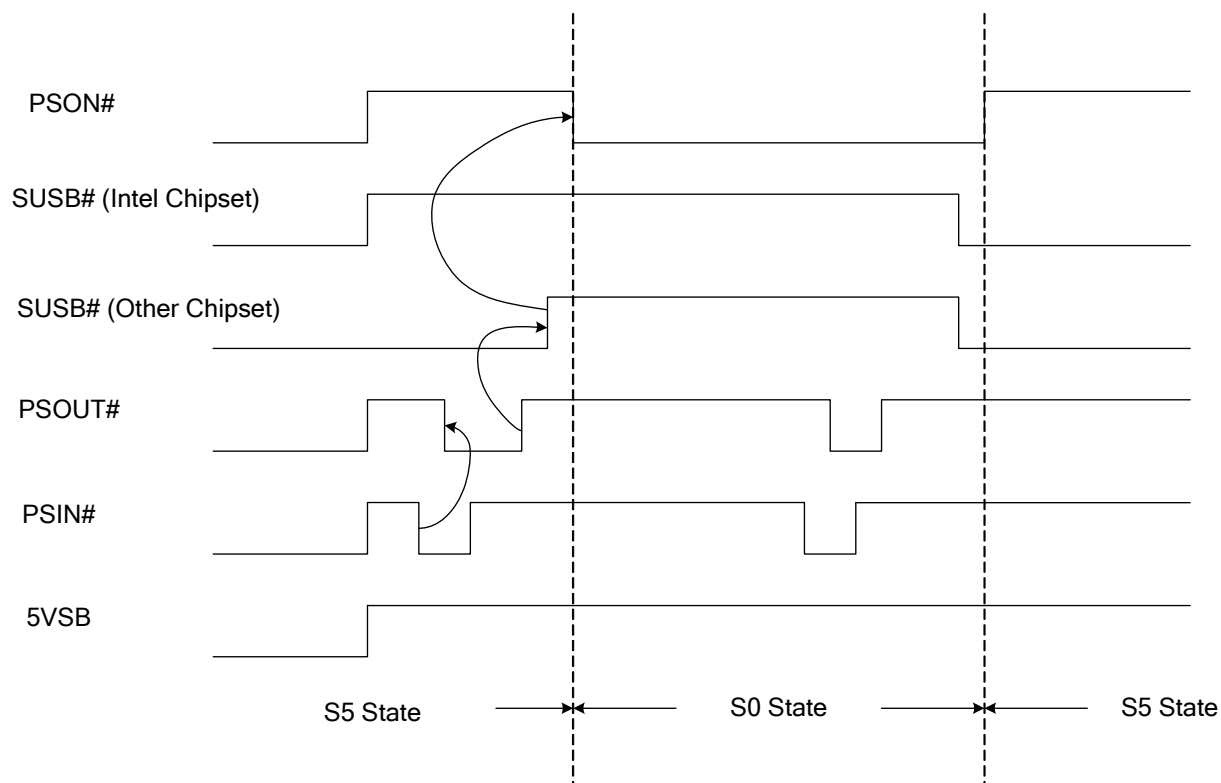 PSON#
SUSB# (Intel Chipset)
SUSB# (Other Chipset)
PSOUT#
PSIN#
5VSB
S5 State
S0 State
S5 State